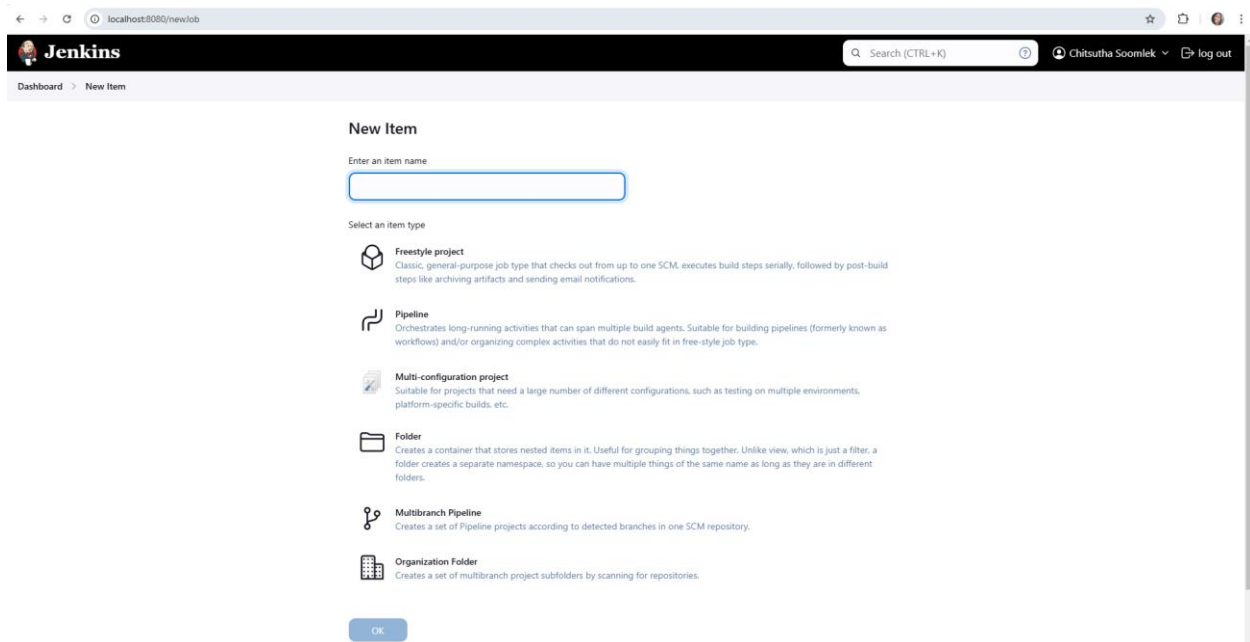 localhost:8080/newJob
Jenkins
Search (CTRL+K)
?
Chitsutha Soomlek
log out
Dashboard > New Item
New Item
Enter an item name
Select an item type
Freestyle project
Classic, general-purpose job type that checks out from up to one SCM, executes build steps serially, followed by post-build
steps like archiving artifacts and sending email notifications.
Pipeline
Orchestrates long-running activities that can span multiple build agents. Suitable for building pipelines (formerly known as
workflows) and/or organizing complex activities that do not easily fit in free-style job type.
Multi-configuration project
Suitable for projects that need a large number of different configurations, such as testing on multiple environments,
platform-specific builds, etc.
Folder
Creates a container that stores nested items in it. Useful for grouping things together. Unlike view, which is just a filter, a
folder creates a separate namespace, so you can have multiple things of the same name as long as they are in different
folders.
Multibranch Pipeline
Creates a set of Pipeline projects according to detected branches in one SCM repository.
Organization Folder
Creates a set of multibranch project subfolders by scanning for repositories.
OK